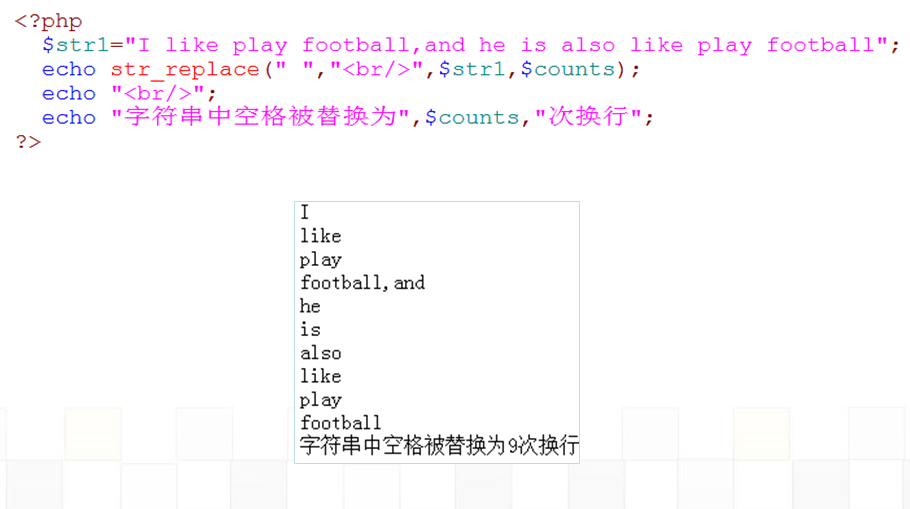 <?php
$str1="I like play football,and he is also like play football";
echo str_replace(" ","<br/>",$str1,$counts);
echo "<br/>";
echo "字符串中空格被替换为",$counts,"次换行";
?>
I
like
play
football,and
he
is
also
like
play
football
字符串中空格被替换为9次换行